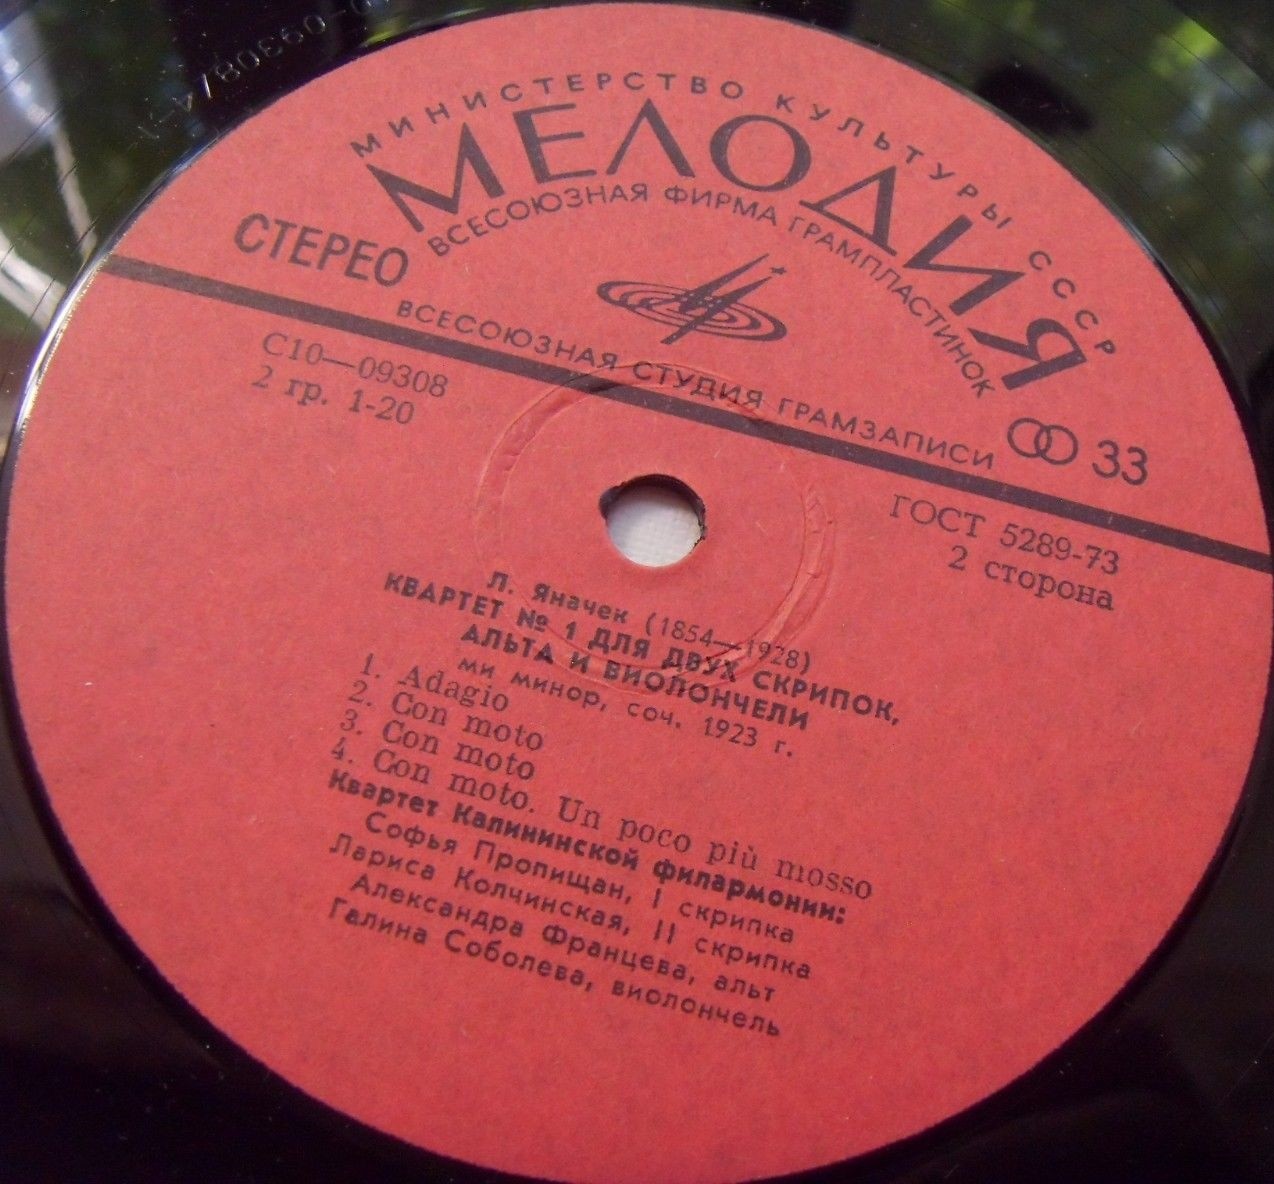 МИНИСТЕРСТВО КУЛЬТУРЫ СССР
МЕЛОДИЯ
ВСЕСОЮЗНАЯ ФИРМА ГРАМПЛАСТИНОК
СТЕРЕО
ВСЕСОЮЗНАЯ СТУДИЯ ГРАМЗАПИСИ
33
С10—09308
2 гр. 1-20
ГОСТ 5289-73
2 сторона
Л. Яначек (1854—1928)
КВАРТЕТ № 1 ДЛЯ ДВУХ СКРИПОК,
АЛЬТА И ВИОЛОНЧЕЛИ
ми минор, соч. 1923 г.
1. Adagio
2. Con moto
3. Con moto
4. Con moto. Un poco più mosso
Квартет Калининской филармонии:
Софья Пропищан, I скрипка
Лариса Колчинская, II скрипка
Александра Францева, альт
Галина Соболева, виолончель